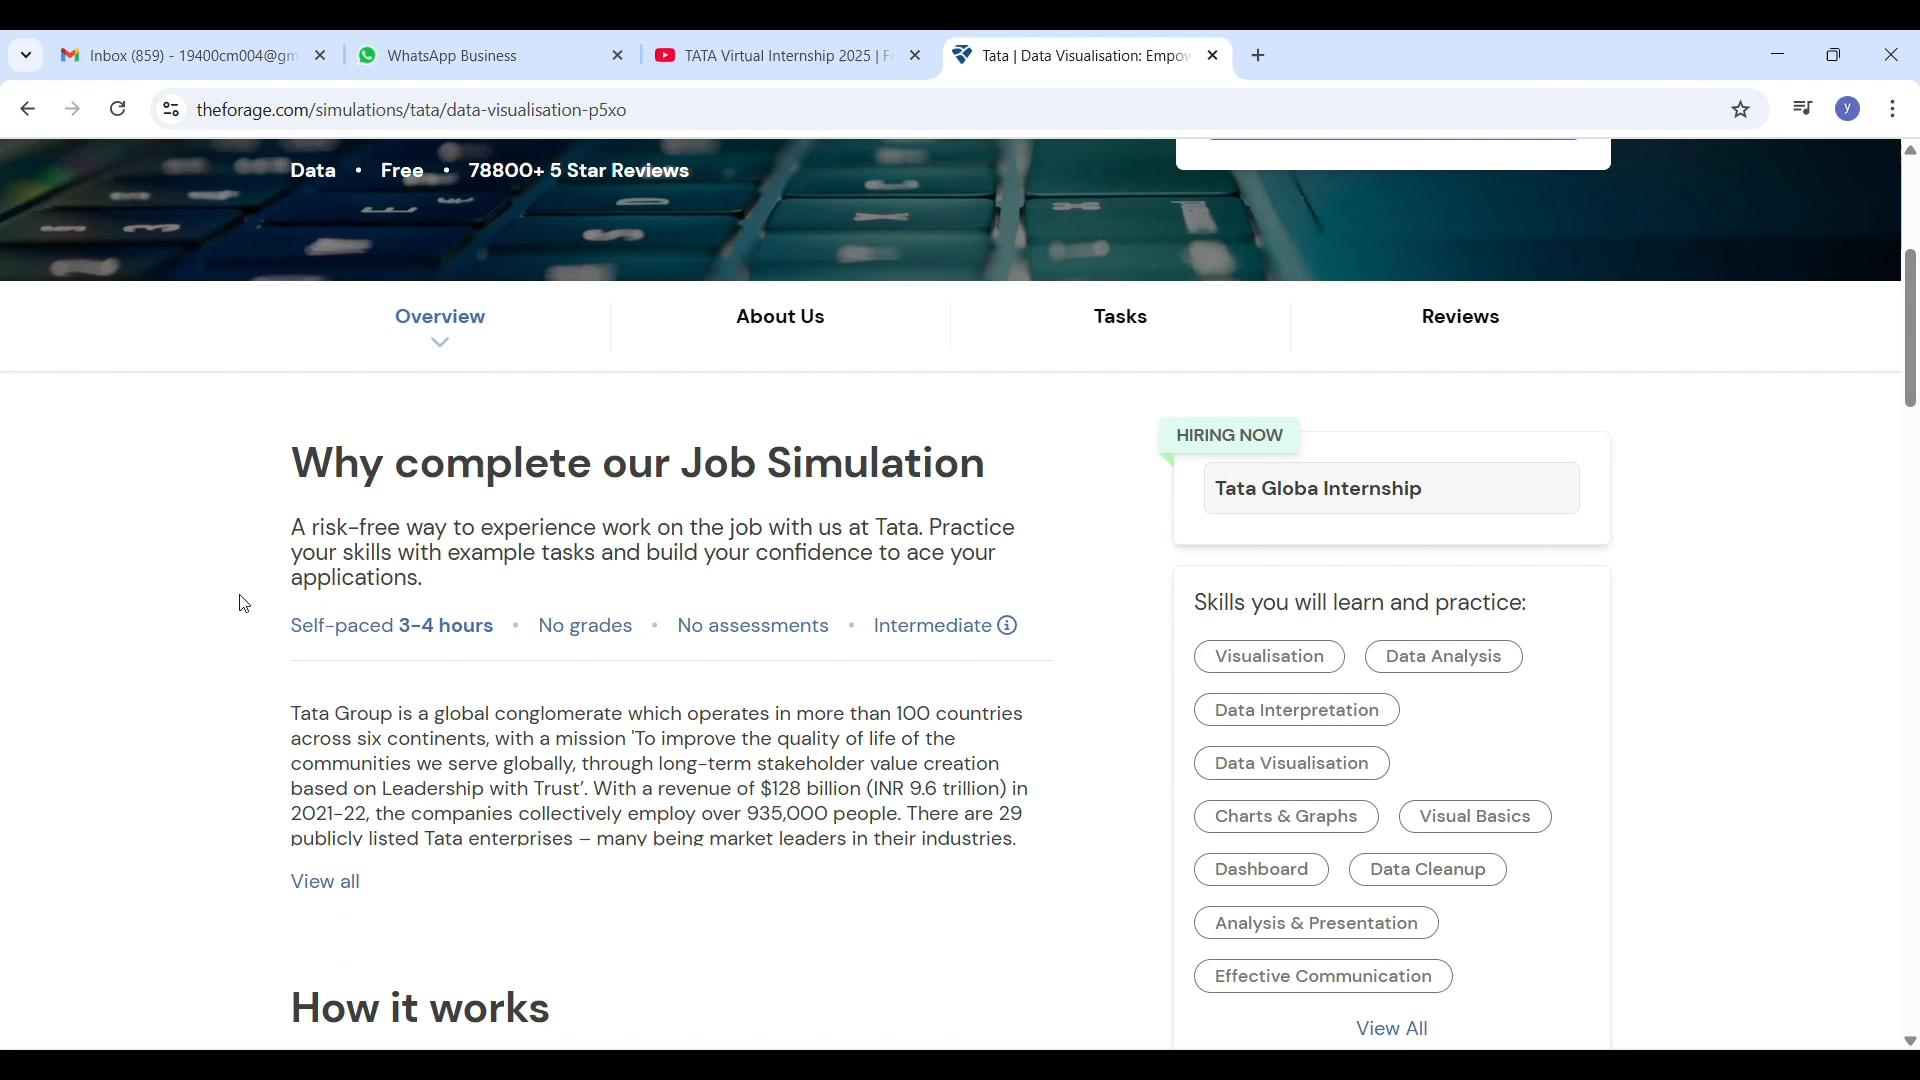 Inbox (859) - 19400cm004@gm
WhatsApp Business
TATA Virtual Internship 2025 | Fr
Tata | Data Visualisation: Empow
theforage.com/simulations/tata/data-visualisation-p5xo
y
Data • Free • 78800+ 5 Star Reviews
Overview
About Us
Tasks
Reviews
Why complete our Job Simulation
A risk-free way to experience work on the job with us at Tata. Practice
your skills with example tasks and build your confidence to ace your
applications.
Self-paced 3-4 hours • No grades • No assessments • Intermediate
Tata Group is a global conglomerate which operates in more than 100 countries
across six continents, with a mission 'To improve the quality of life of the
communities we serve globally, through long-term stakeholder value creation
based on Leadership with Trust'. With a revenue of $128 billion (INR 9.6 trillion) in
2021-22, the companies collectively employ over 935,000 people. There are 29
publicly listed Tata enterprises – many being market leaders in their industries.
View all
How it works
HIRING NOW
Tata Globa Internship
Skills you will learn and practice:
Visualisation
Data Analysis
Data Interpretation
Data Visualisation
Charts & Graphs
Visual Basics
Dashboard
Data Cleanup
Analysis & Presentation
Effective Communication
View All